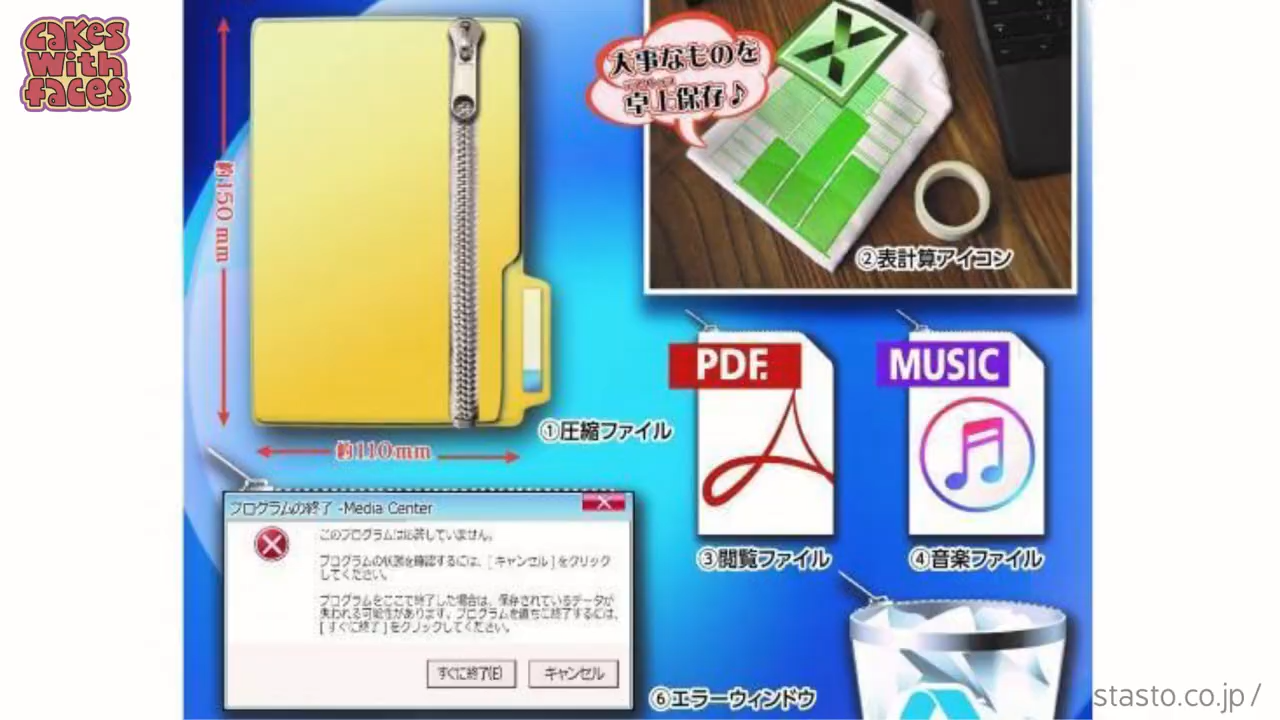 Cakes
With
faces
大事なものを
卓上保存♪
約150mm
②表計算アイコン
PDF.
MUSIC
①圧縮ファイル
約110mm
プログラムの終了 -Media Center
このプログラムは応答していません。
プログラムの状態を確認するには、[キャンセル]をクリック
してください。
プログラムをここで終了した場合は、保存されているデータが
失われる可能性があります。プログラムを直ちに終了するには、
[すぐに終了]をクリックしてください。
すぐに終了(E)
キャンセル
③閲覧ファイル
④音楽ファイル
⑥エラーウィンドウ
stasto.co.jp/